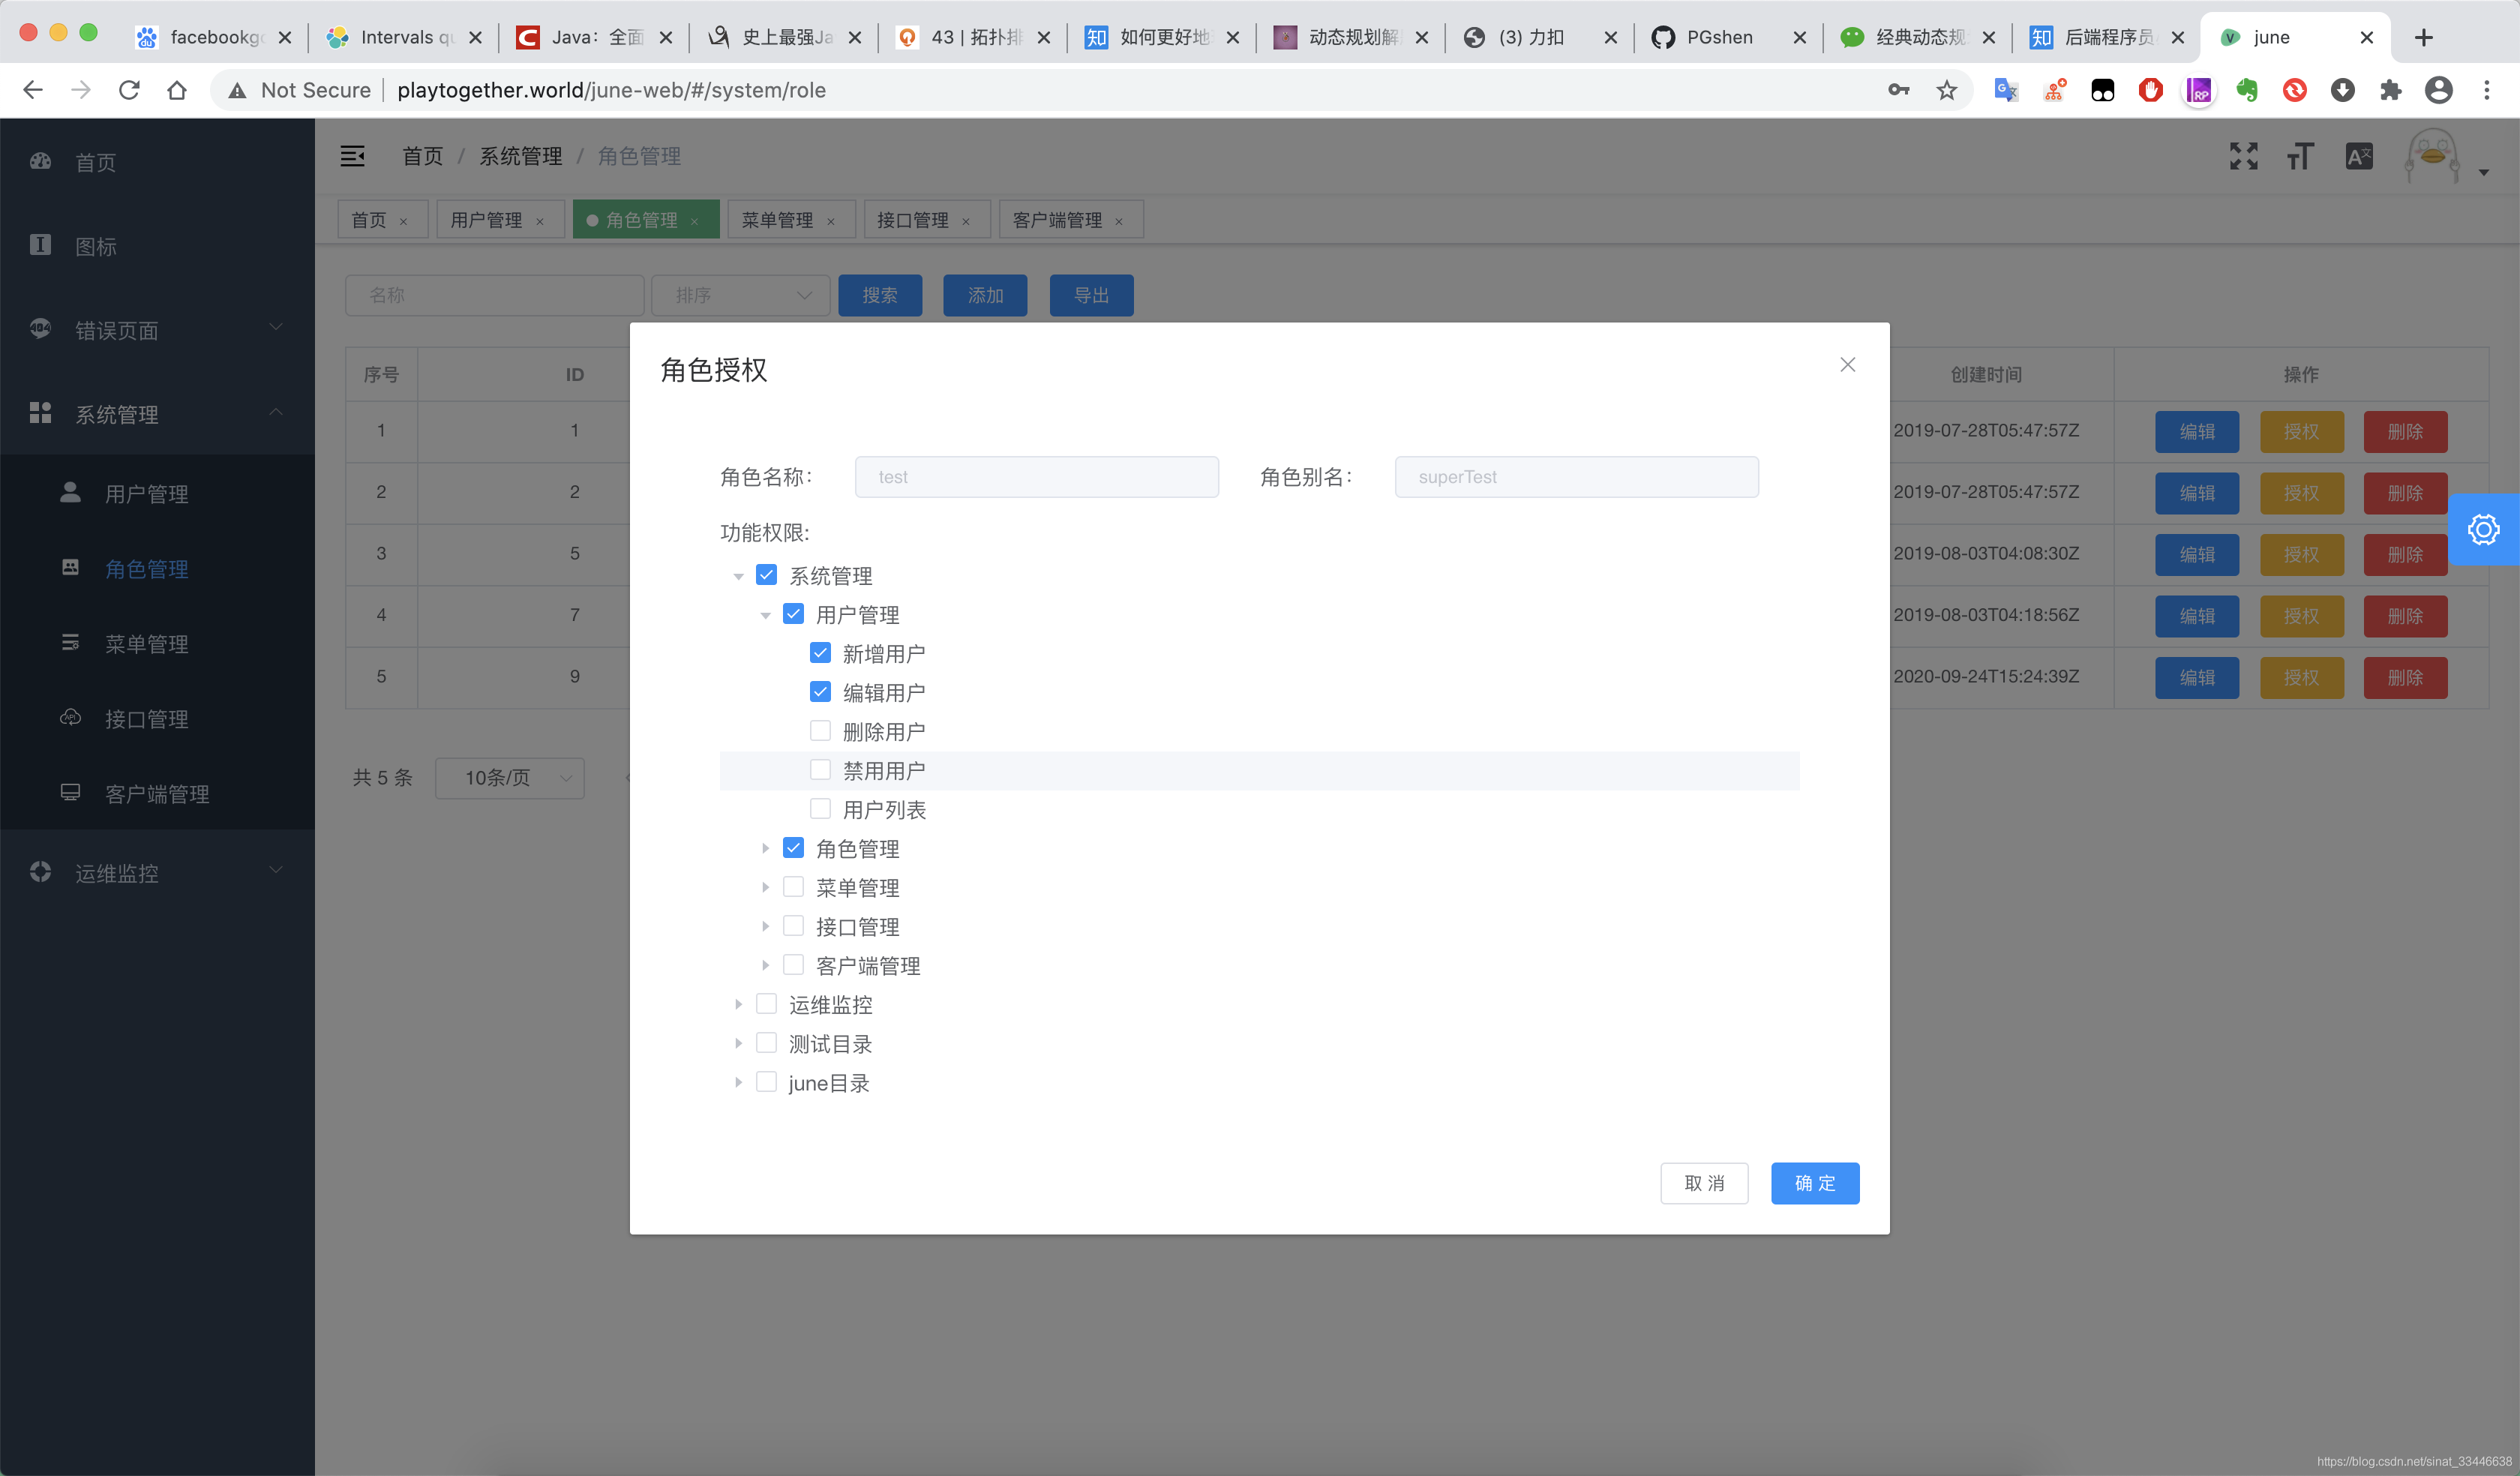 facebookgo Intervals qu Java：全面 史上最强Ja 43 | 拓扑排 如何更好地 动态规划解 (3) 力扣 PGshen 经典动态规 后端程序员 june
Not Secure playtogether.world/june-web/#/system/role
首页
图标
错误页面
系统管理
用户管理
角色管理
菜单管理
接口管理
客户端管理
运维监控
首页 / 系统管理 / 角色管理
首页 用户管理 角色管理 菜单管理 接口管理 客户端管理
名称 排序 搜索 添加 导出
序号 ID 创建时间 操作
1 1 2019-07-28T05:47:57Z 编辑 授权 删除
2 2 2019-07-28T05:47:57Z 编辑 授权 删除
3 5 2019-08-03T04:08:30Z 编辑 授权 删除
4 7 2019-08-03T04:18:56Z 编辑 授权 删除
5 9 2020-09-24T15:24:39Z 编辑 授权 删除
共 5 条 10条/页
角色授权
角色名称： test 角色别名： superTest
功能权限:
系统管理
用户管理
新增用户
编辑用户
删除用户
禁用用户
用户列表
角色管理
菜单管理
接口管理
客户端管理
运维监控
测试目录
june目录
取 消 确 定
https://blog.csdn.net/sinat_33446638